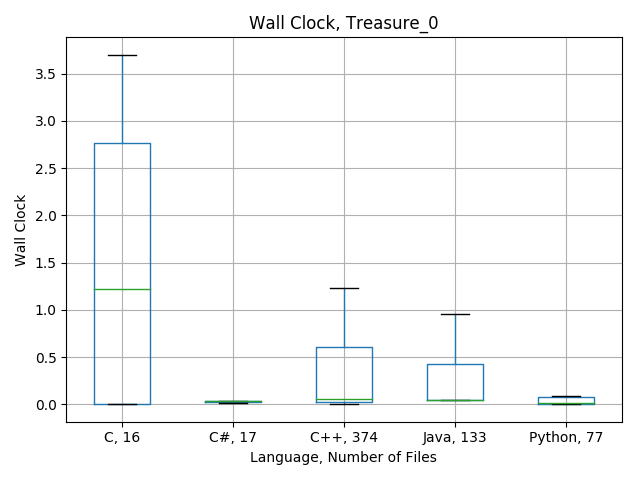 Wall Clock, Treasure_0
Wall Clock
3.5
3.0
2.5
2.0
1.5
1.0
0.5
0.0
C, 16
C#, 17
C++, 374
Java, 133
Python, 77
Language, Number of Files